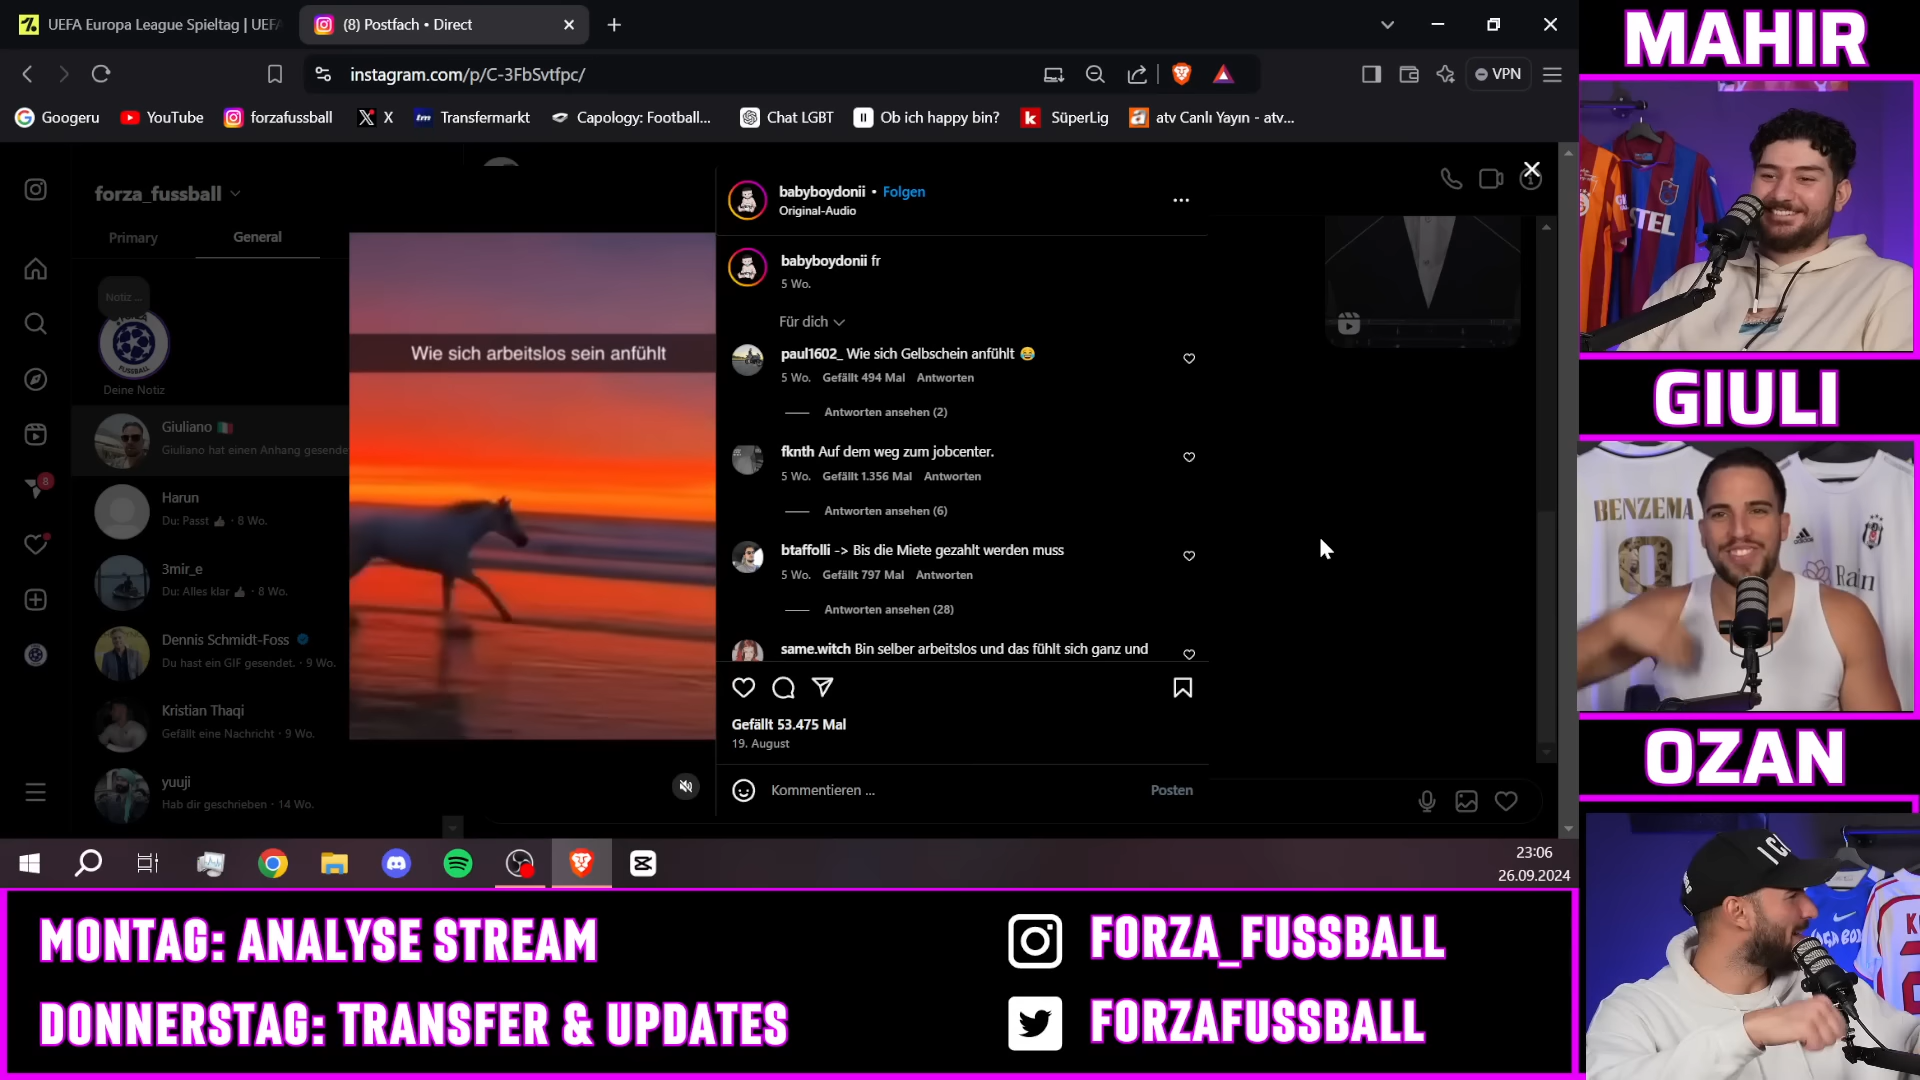 UEFA Europa League Spieltag | UEFA
(8) Postfach • Direct
instagram.com/p/C-3FbSvtfpc/
VPN
Googeru
YouTube
forzafussball
X
Transfermarkt
Capology: Football...
Chat LGBT
Ob ich happy bin?
SüperLig
atv Canlı Yayın - atv...
forza_fussball
Primary
General
Notiz ...
FUSSBALL
Deine Notiz
Giuliano
Giuliano hat einen Anhang gesende
Harun
Du: Passt 👍 · 8 Wo.
3mir_e
Du: Alles klar 👍 · 8 Wo.
Dennis Schmidt-Foss
Du hast ein GIF gesendet. · 9 Wo.
Kristian Thaqi
Gefällt eine Nachricht · 9 Wo.
yuuji
Hab dir geschrieben · 14 Wo.
8
Wie sich arbeitslos sein anfühlt
babyboydonii • Folgen
Original-Audio
babyboydonii fr
5 Wo.
Für dich
paul1602_ Wie sich Gelbschein anfühlt 😂
5 Wo. Gefällt 494 Mal Antworten
Antworten ansehen (2)
fknth Auf dem weg zum jobcenter.
5 Wo. Gefällt 1.356 Mal Antworten
Antworten ansehen (6)
btaffolli -> Bis die Miete gezahlt werden muss
5 Wo. Gefällt 797 Mal Antworten
Antworten ansehen (28)
same.witch Bin selber arbeitslos und das fühlt sich ganz und
Gefällt 53.475 Mal
19. August
Kommentieren ...
Posten
23:06
26.09.2024
MAHIR
GIULI
BENZEMA
9
Rain
OZAN
MONTAG: ANALYSE STREAM
DONNERSTAG: TRANSFER & UPDATES
FORZA_FUSSBALL
FORZAFUSSBALL